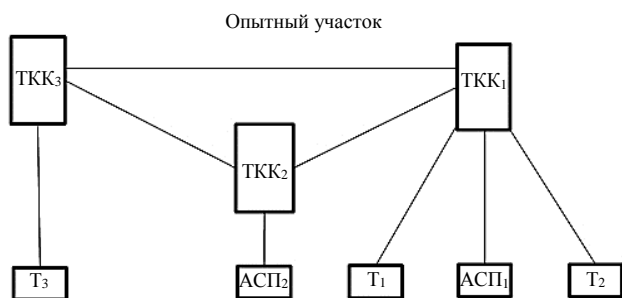 Опытный участок
ТКК₃
ТКК₁
ТКК₂
Т₃
АСП₂
Т₁
АСП₁
Т₂